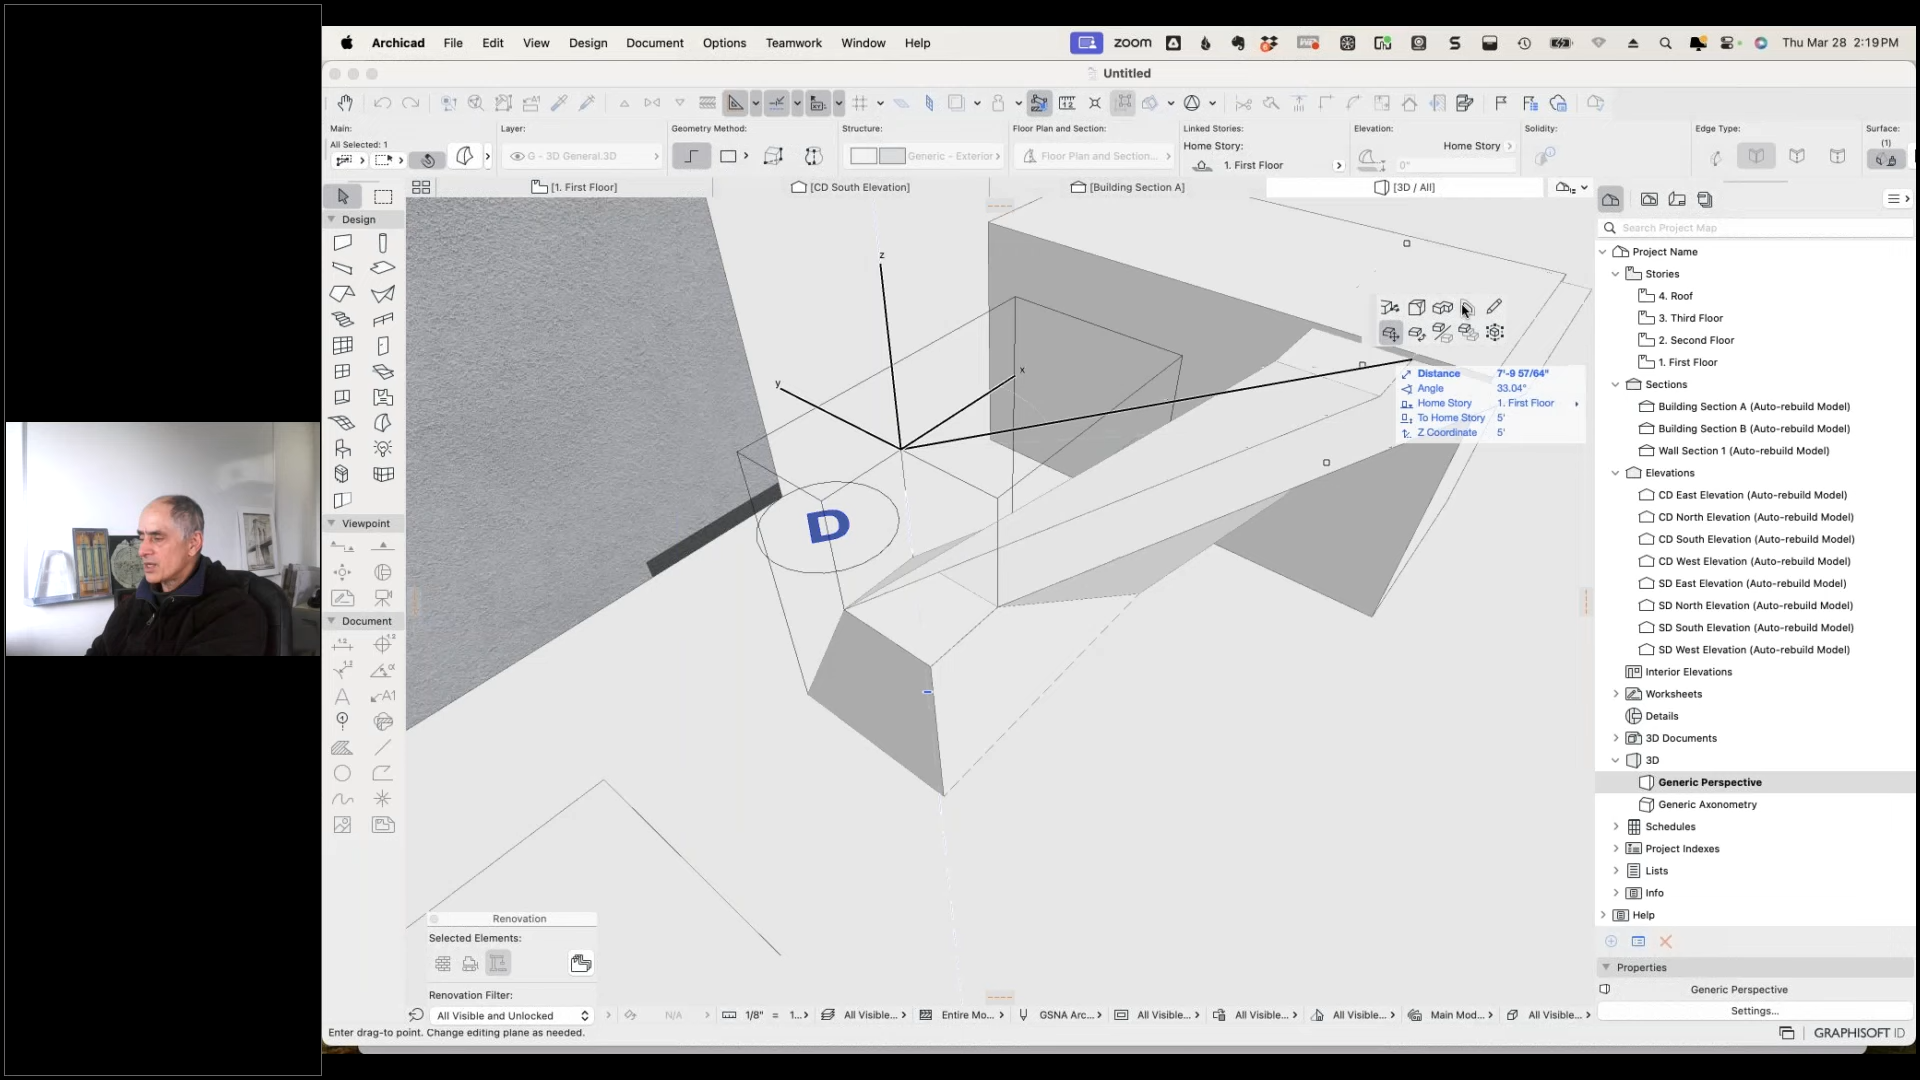 Archicad File Edit View Design Document Options Teamwork Window Help
zoom
Thu Mar 28 2:19 PM
Untitled
Main:
All Selected: 1
Layer:
G - 3D General.3D
Geometry Method:
Structure:
Generic - Exterior
Floor Plan and Section:
Floor Plan and Section...
Linked Stories:
Home Story:
1. First Floor
Elevation:
Home Story
0"
Solidity:
Edge Type:
Surface:
(1)
[1. First Floor]
[CD South Elevation]
[Building Section A]
[3D / All]
Design
Viewpoint
Document
z
y
x
D
Distance 7'-9 57/64"
Angle 33.04°
Home Story 1. First Floor
To Home Story 5'
Z Coordinate 5'
Search Project Map
Project Name
Stories
4. Roof
3. Third Floor
2. Second Floor
1. First Floor
Sections
Building Section A (Auto-rebuild Model)
Building Section B (Auto-rebuild Model)
Wall Section 1 (Auto-rebuild Model)
Elevations
CD East Elevation (Auto-rebuild Model)
CD North Elevation (Auto-rebuild Model)
CD South Elevation (Auto-rebuild Model)
CD West Elevation (Auto-rebuild Model)
SD East Elevation (Auto-rebuild Model)
SD North Elevation (Auto-rebuild Model)
SD South Elevation (Auto-rebuild Model)
SD West Elevation (Auto-rebuild Model)
Interior Elevations
Worksheets
Details
3D Documents
3D
Generic Perspective
Generic Axonometry
Schedules
Project Indexes
Lists
Info
Help
Properties
Generic Perspective
Settings...
Renovation
Selected Elements:
Renovation Filter:
All Visible and Unlocked
N/A
1/8" = 1...
All Visible...
Entire Mo...
GSNA Arc...
All Visible...
All Visible...
All Visible...
Main Mod...
All Visible...
Enter drag-to point. Change editing plane as needed.
GRAPHISOFT ID